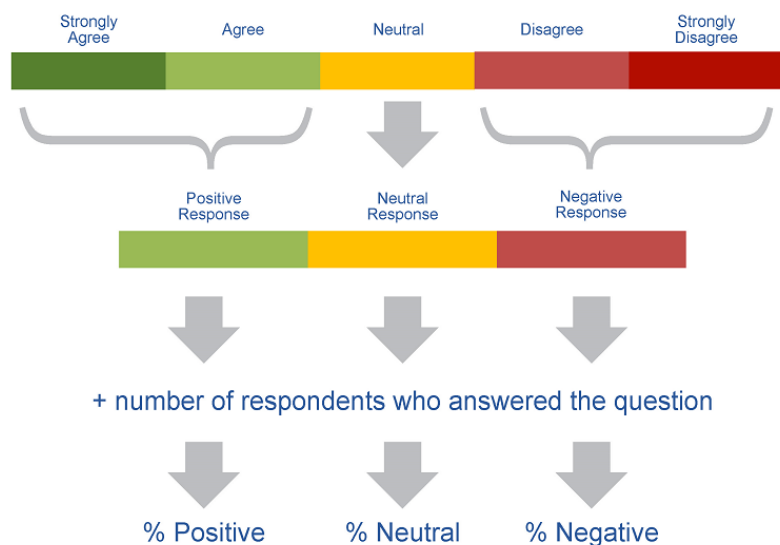 Strongly Agree
Agree
Neutral
Disagree
Strongly Disagree
Positive Response
Neutral Response
Negative Response
+ number of respondents who answered the question
% Positive
% Neutral
% Negative